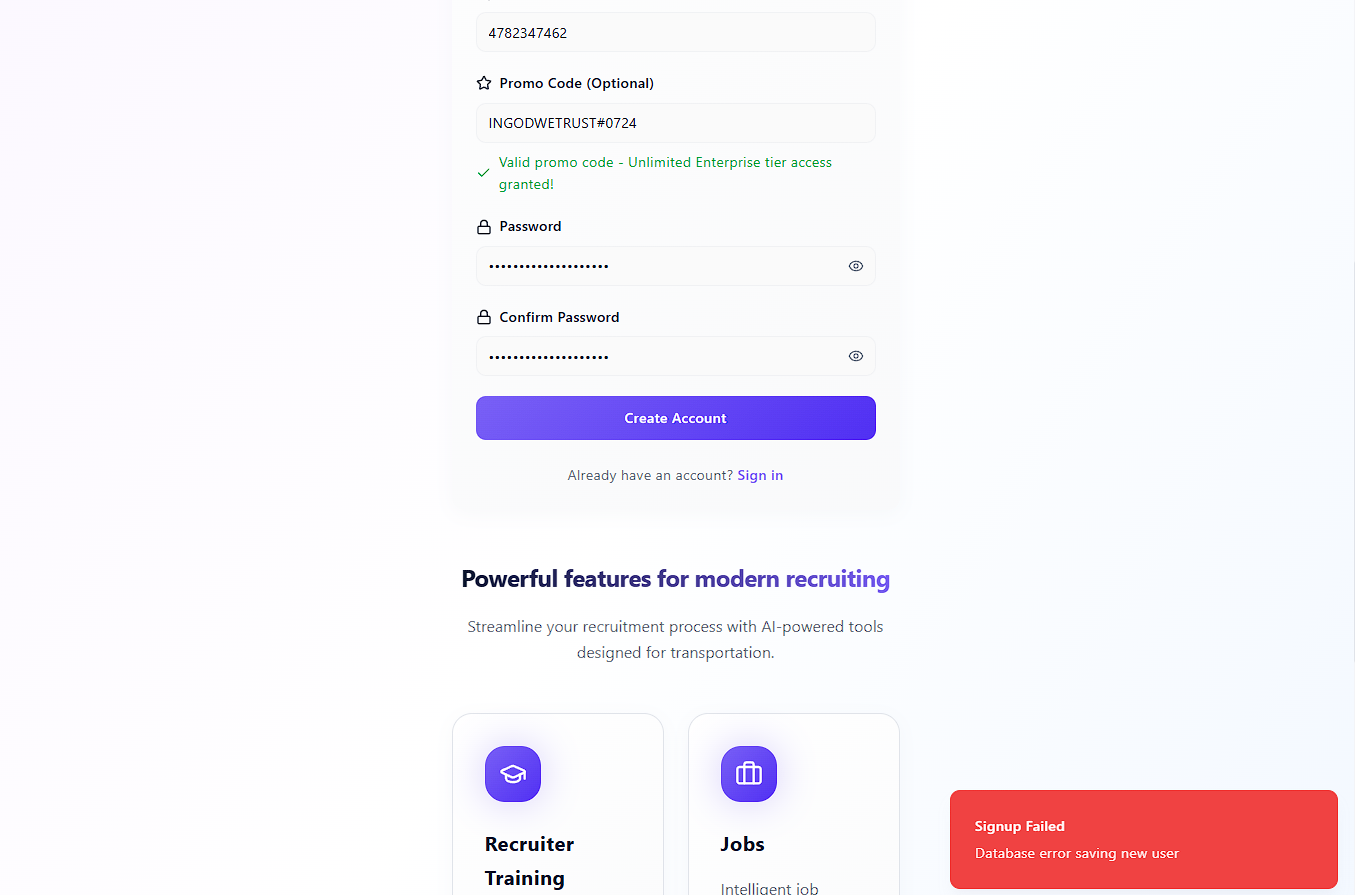 4782347462
Promo Code (Optional)
INGODWETRUST#0724
Valid promo code - Unlimited Enterprise tier access
granted!
Password
••••••••••••••••••••
Confirm Password
••••••••••••••••••••
Create Account
Already have an account? Sign in
Powerful features for modern recruiting
Streamline your recruitment process with AI-powered tools
designed for transportation.
Recruiter
Training
Jobs
Intelligent job
Signup Failed
Database error saving new user